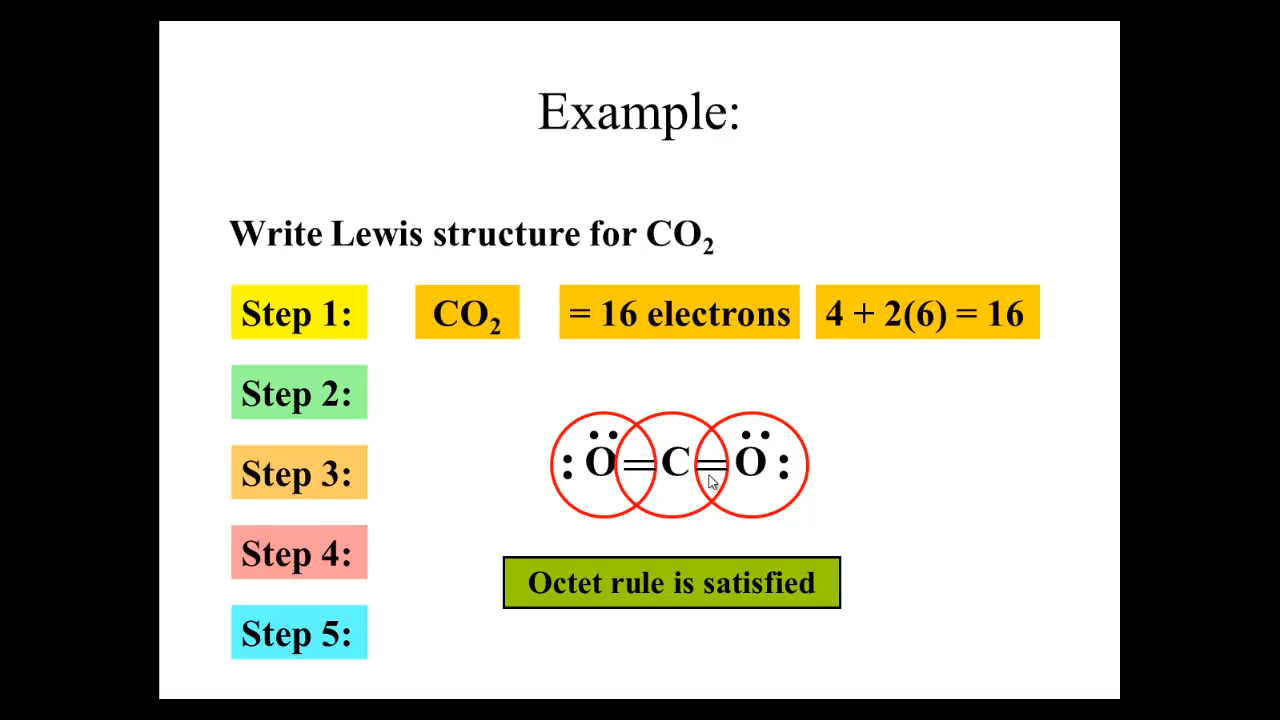 Example:
Write Lewis structure for CO₂
Step 1: CO₂ = 16 electrons 4 + 2(6) = 16
Step 2:
Step 3:
:Ö=C=Ö:
Step 4:
Octet rule is satisfied
Step 5: